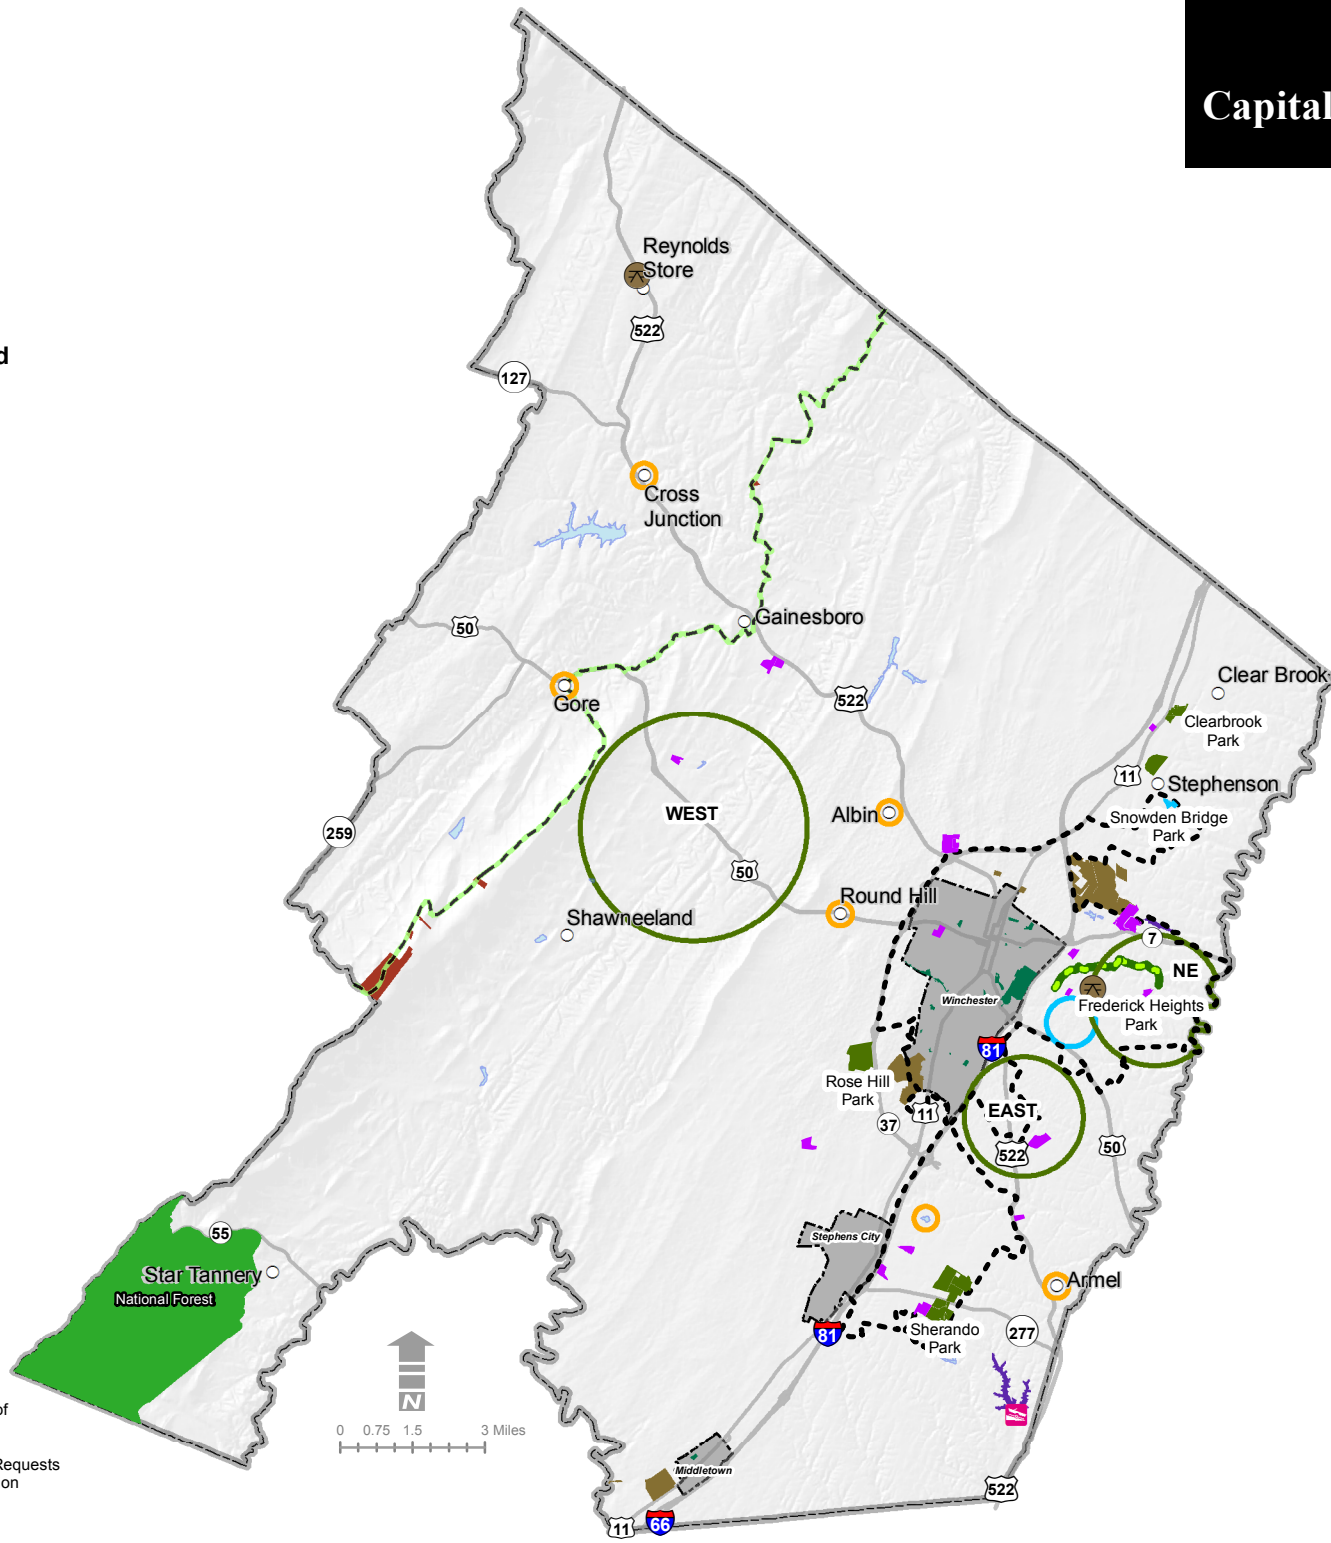 Capital
Reynolds
Store
522
d
127
Cross
Junction
Gainesboro
50
Clear Brook
Gore
522
Clearbrook
Park
11
Stephenson
WEST
Albin
Snowden Bridge
Park
259
50
Round Hill
Shawneeland
7
NE
Winchester
Frederick Heights
Park
81
Rose Hill
Park
11
EAST
37
522
50
55
Stephens City
Star Tannery
National Forest
Armel
81
Sherando
Park
277
N
of
0 0.75 1.5 3 Miles
Requests
on
Middletown
522
11
66